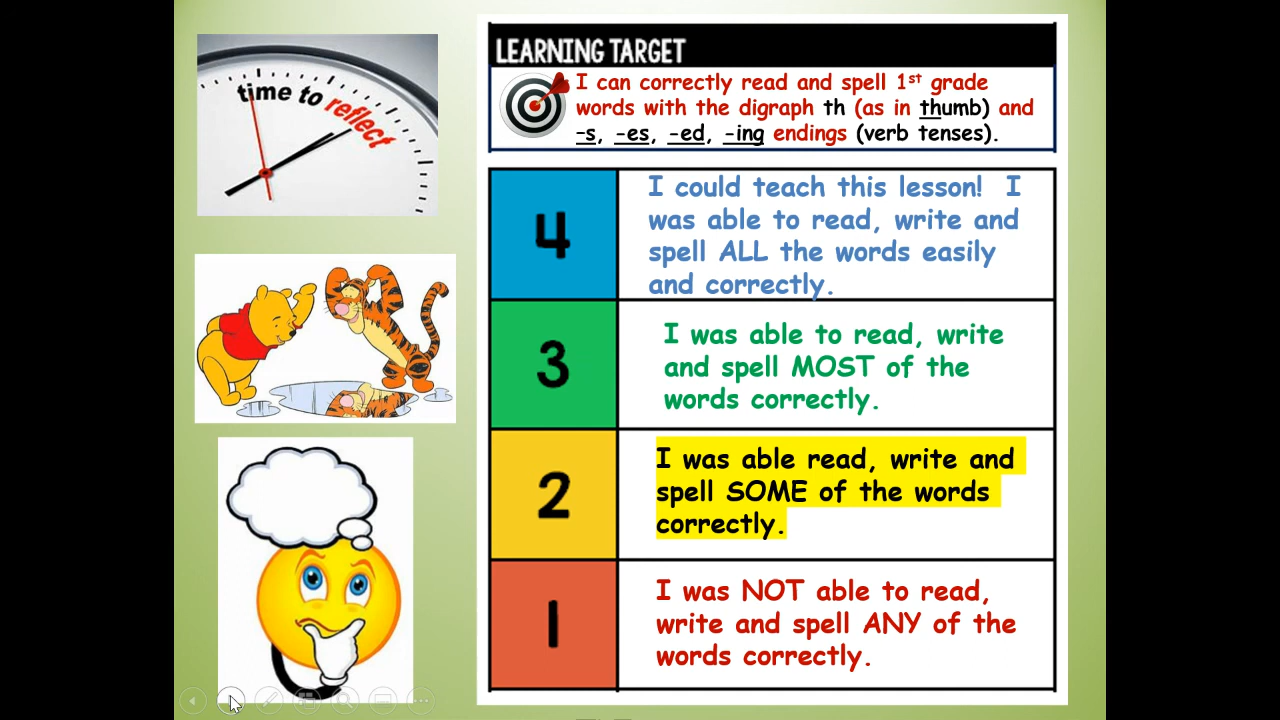 time to reflect
LEARNING TARGET
I can correctly read and spell 1st grade
words with the digraph th (as in thumb) and
-s, -es, -ed, -ing endings (verb tenses).
4
I could teach this lesson! I
was able to read, write and
spell ALL the words easily
and correctly.
3
I was able to read, write
and spell MOST of the
words correctly.
2
I was able read, write and
spell SOME of the words
correctly.
1
I was NOT able to read,
write and spell ANY of the
words correctly.